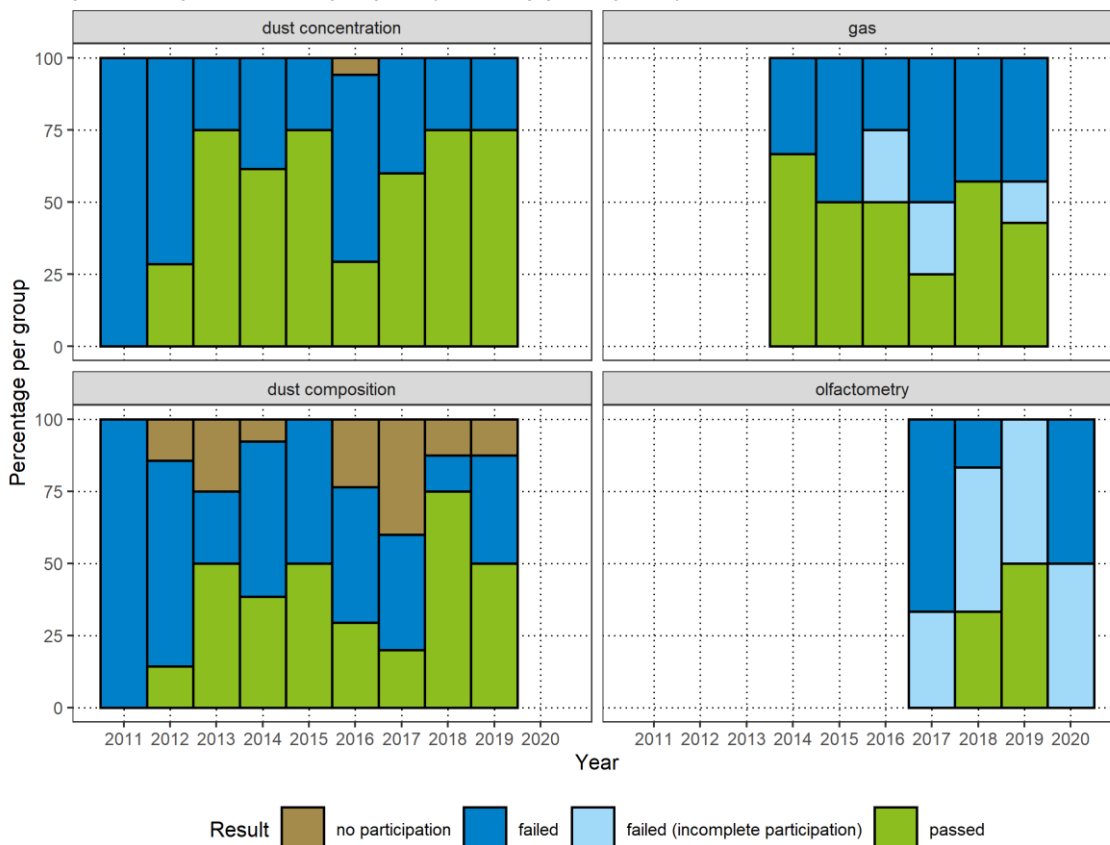 dust concentration
gas
100
75
50
25
0
dust composition
olfactometry
100
75
50
25
0
Percentage per group
2011 2012 2013 2014 2015 2016 2017 2018 2019 2020
2011 2012 2013 2014 2015 2016 2017 2018 2019 2020
Year
Result no participation failed failed (incomplete participation) passed